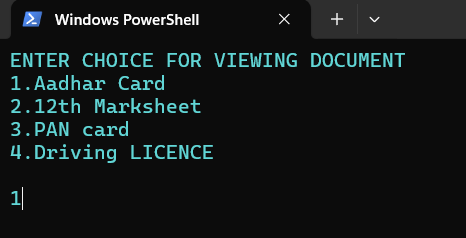 Windows PowerShell
ENTER CHOICE FOR VIEWING DOCUMENT
1.Aadhar Card
2.12th Marksheet
3.PAN card
4.Driving LICENCE
1